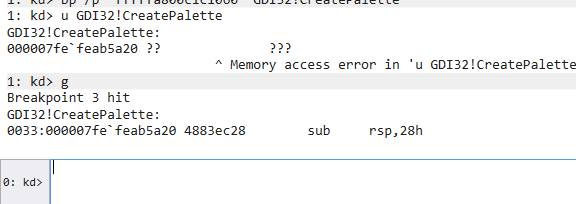 1: kd> u GDI32!CreatePalette
GDI32!CreatePalette:
000007fe`feab5a20 ?? ???
^ Memory access error in 'u GDI32!CreatePalette
1: kd> g
Breakpoint 3 hit
GDI32!CreatePalette:
0033:000007fe`feab5a20 4883ec28 sub rsp,28h
0: kd>